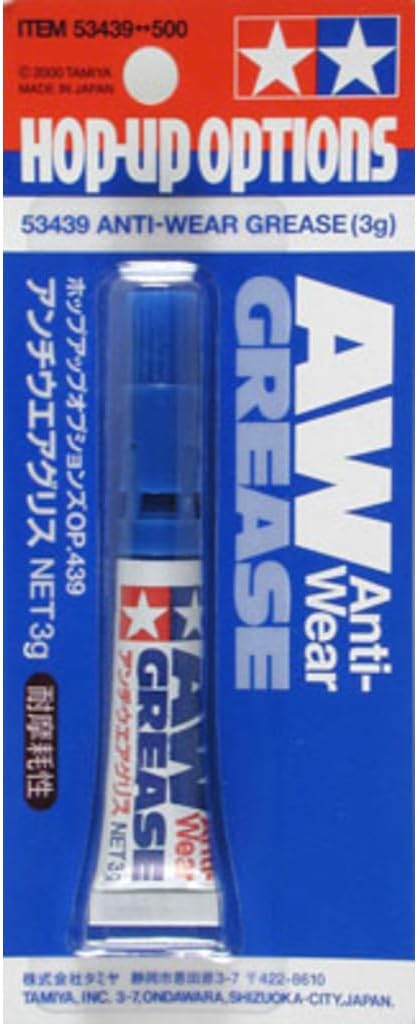 ITEM 53439↔500
© 2000 TAMIYA
MADE IN JAPAN
HOP-UP OPTIONS
53439 ANTI-WEAR GREASE (3g)
AW Anti-Wear
GREASE
ホップアップオプションズOP.439
アンチウエアグリス NET 3g
耐摩耗性
AW Anti-Wear
GREASE
アンチウエアグリス NET 3g
株式会社タミヤ 静岡市恩田原3-7 〒422-8610
TAMIYA, INC. 3-7, ONDAWARA, SHIZUOKA-CITY, JAPAN.